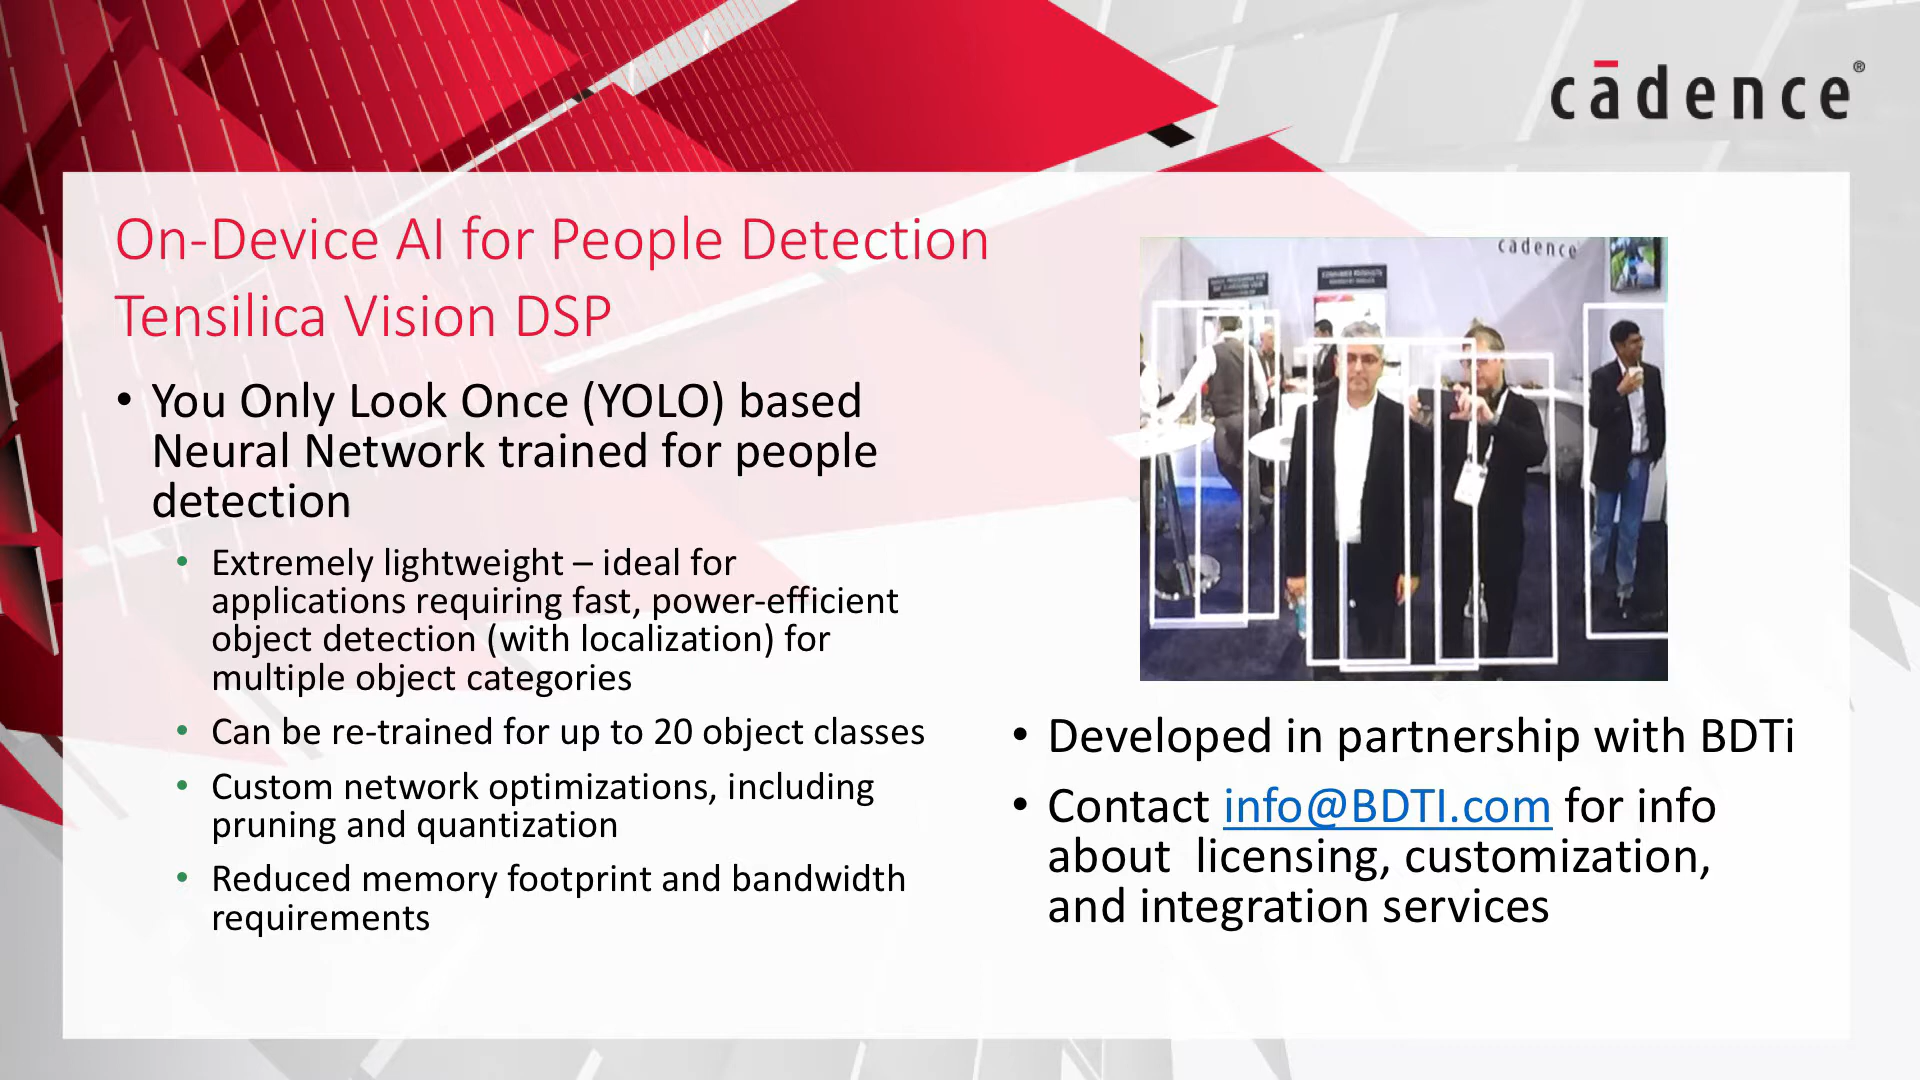 cādence®
On-Device AI for People Detection
Tensilica Vision DSP
• You Only Look Once (YOLO) based
Neural Network trained for people
detection
• Extremely lightweight – ideal for
applications requiring fast, power-efficient
object detection (with localization) for
multiple object categories
• Can be re-trained for up to 20 object classes
• Custom network optimizations, including
pruning and quantization
• Reduced memory footprint and bandwidth
requirements
cādence
• Developed in partnership with BDTi
• Contact info@BDTI.com for info
about  licensing, customization,
and integration services